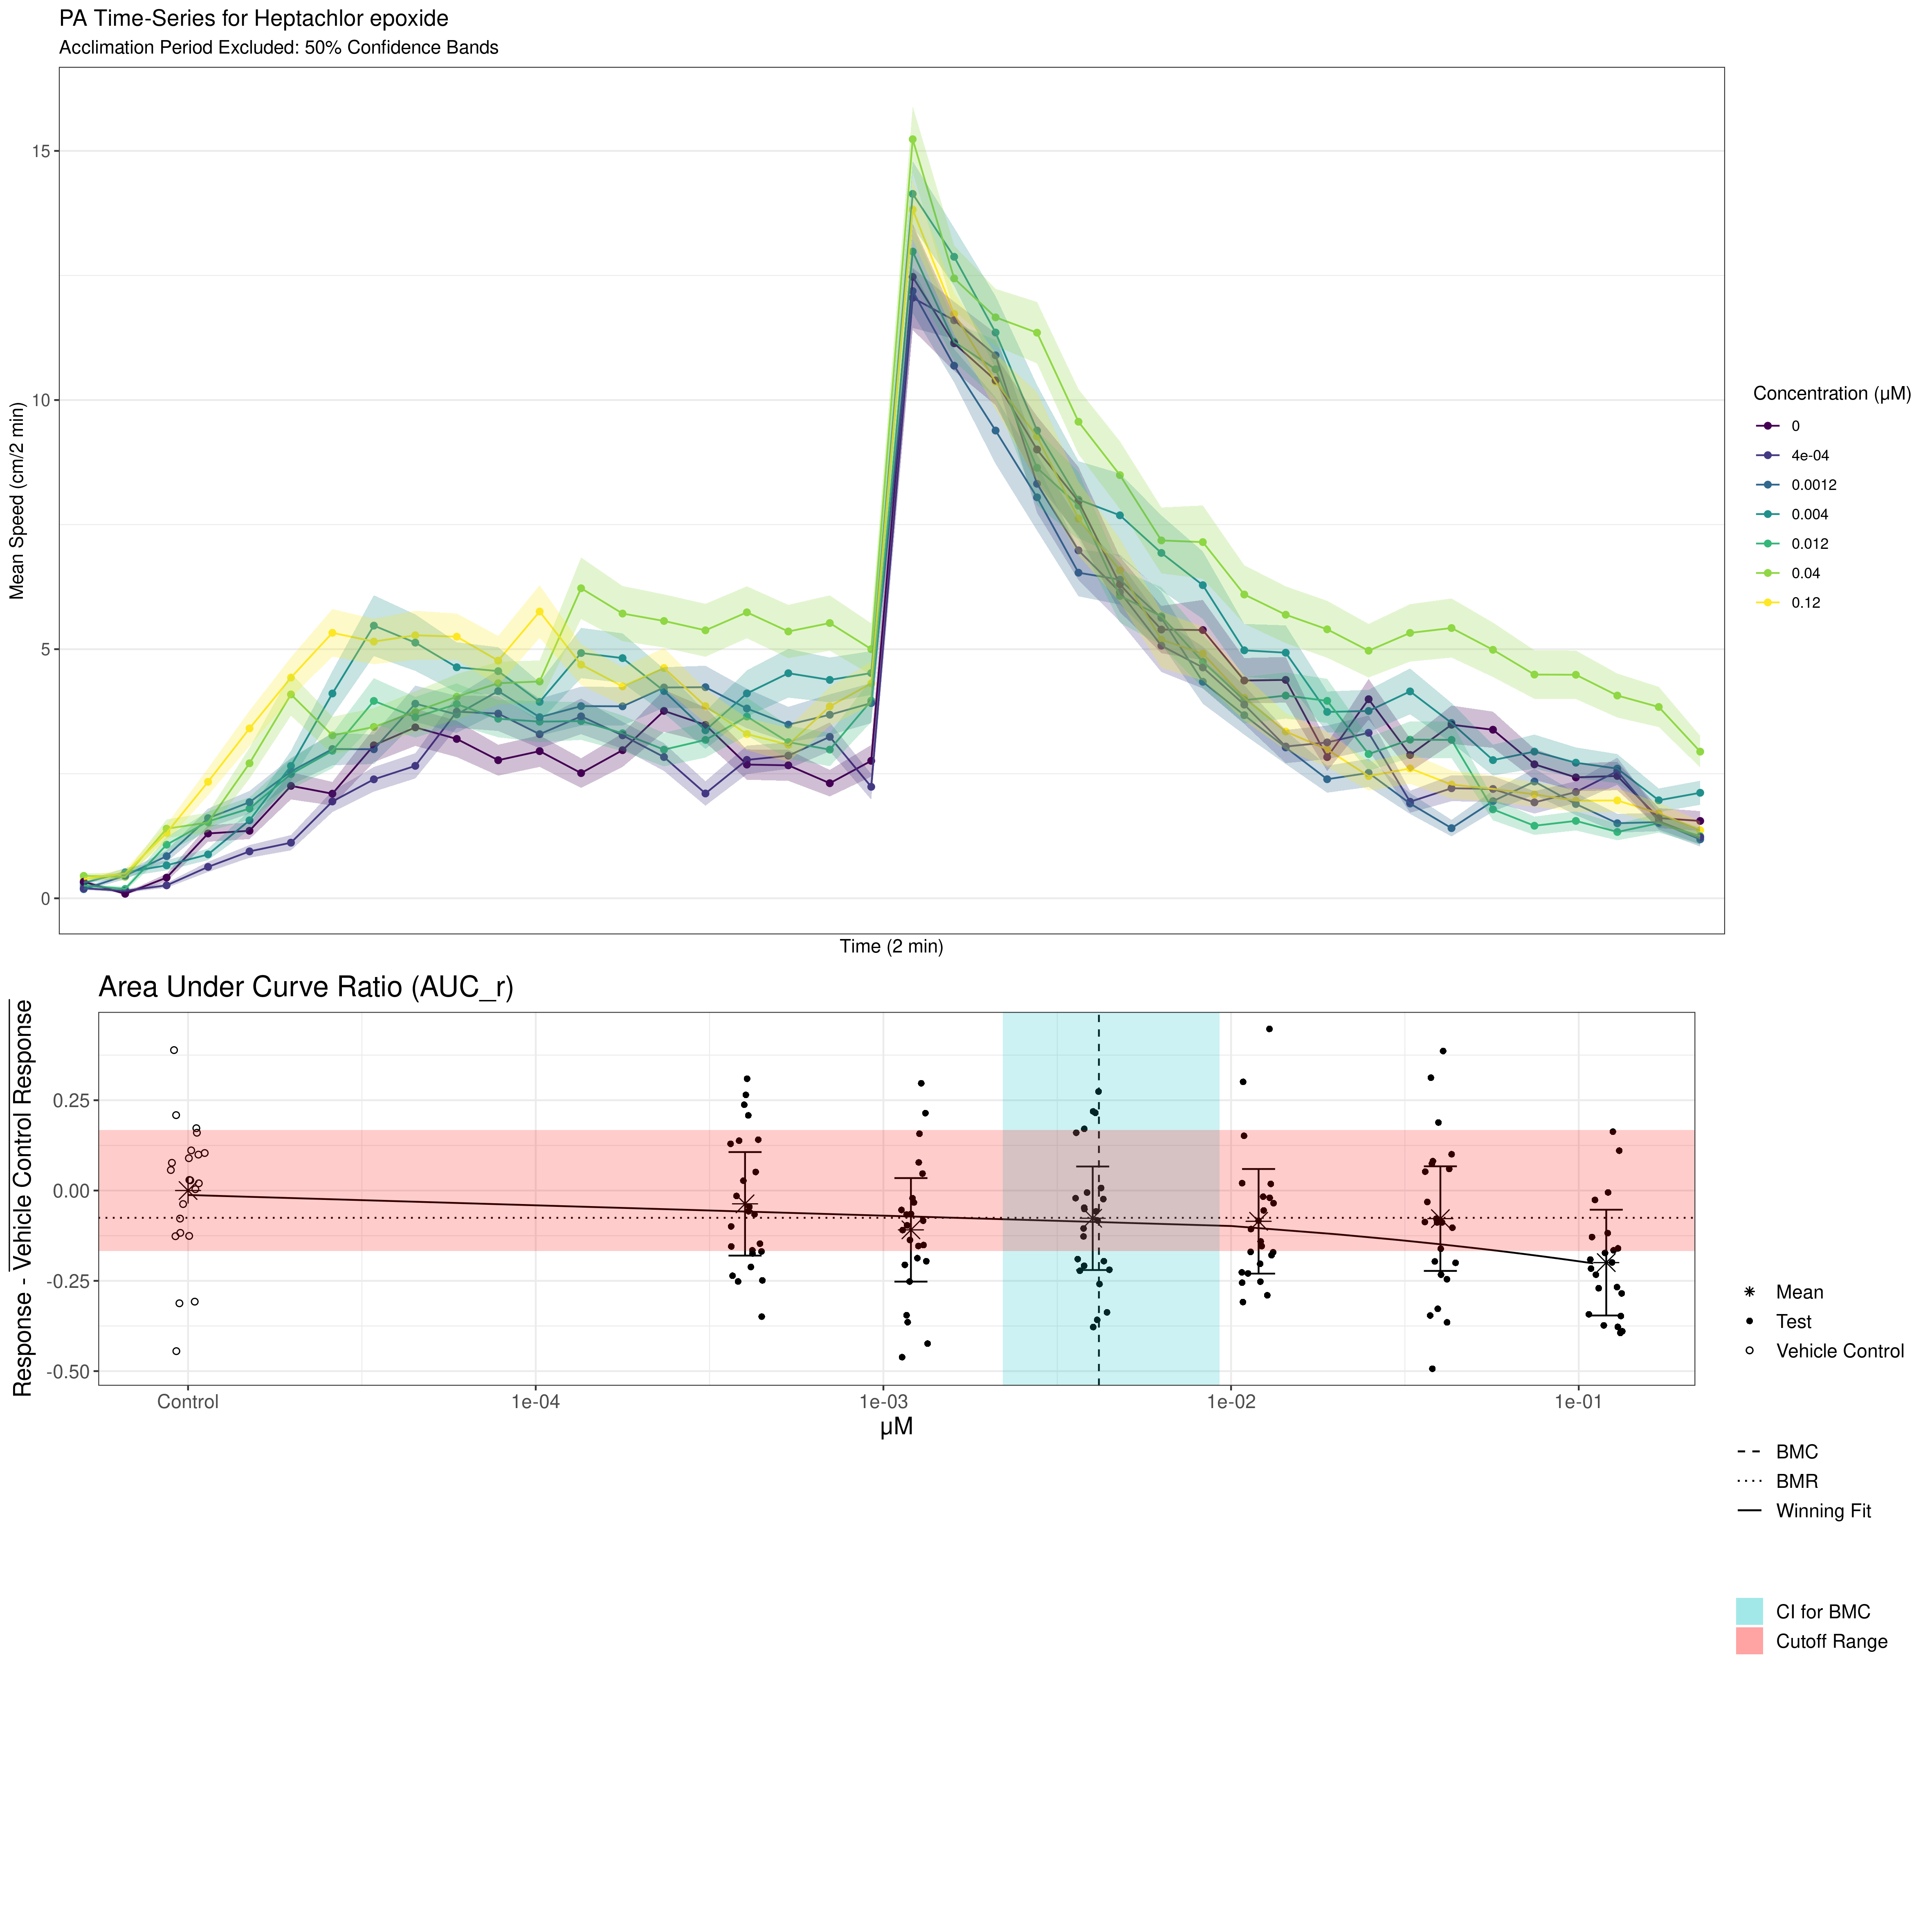 PA Time-Series for Heptachlor epoxide
Acclimation Period Excluded: 50% Confidence Bands
Mean Speed (cm/2 min)
15
10
5
0
Time (2 min)
Concentration (µM)
0
4e-04
0.0012
0.004
0.012
0.04
0.12
Area Under Curve Ratio (AUC_r)
Response - Vehicle Control Response
0.25
0.00
-0.25
-0.50
Control
1e-04
1e-03
1e-02
1e-01
µM
Mean
Test
Vehicle Control
BMC
BMR
Winning Fit
CI for BMC
Cutoff Range